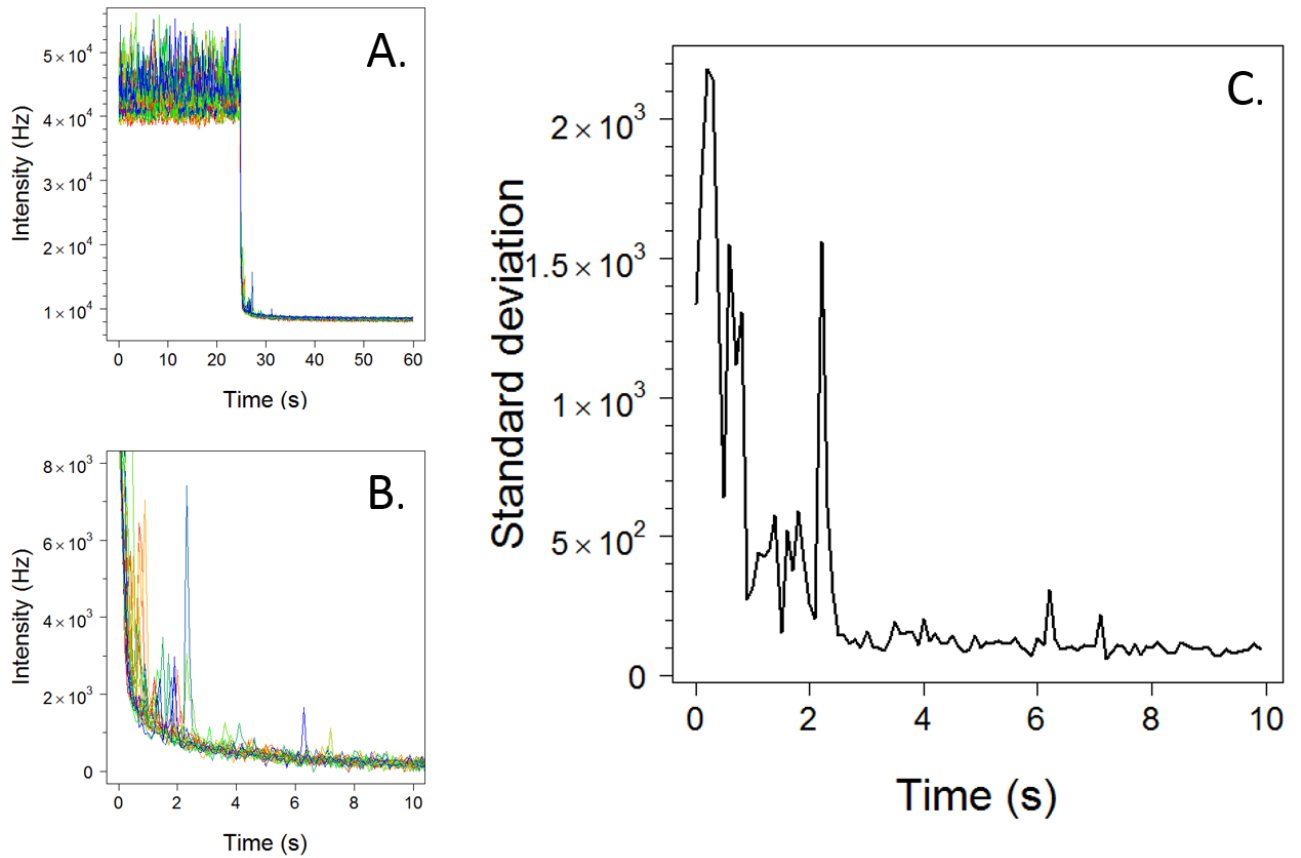 A.
Intensity (Hz)
5 × 10⁴
4 × 10⁴
3 × 10⁴
2 × 10⁴
1 × 10⁴
0 10 20 30 40 50 60
Time (s)
B.
Intensity (Hz)
8 × 10³
6 × 10³
4 × 10³
2 × 10³
0
0 2 4 6 8 10
Time (s)
C.
Standard deviation
2 × 10³
1.5 × 10³
1 × 10³
5 × 10²
0
0 2 4 6 8 10
Time (s)